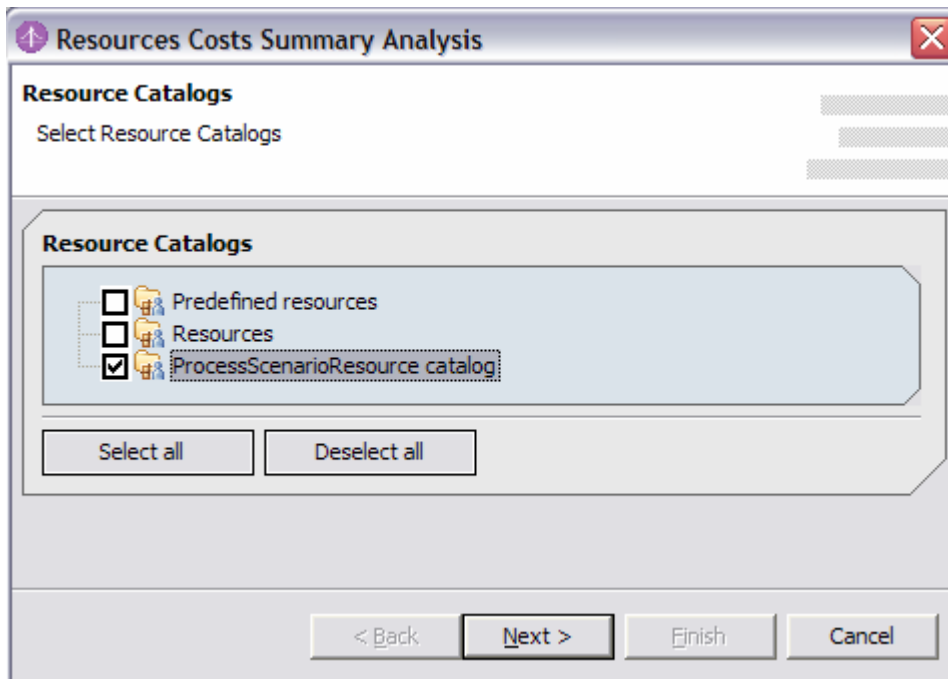 Resources Costs Summary Analysis
Resource Catalogs
Select Resource Catalogs
Resource Catalogs
Predefined resources
Resources
ProcessScenarioResource catalog
Select all Deselect all
< Back Next > Finish Cancel